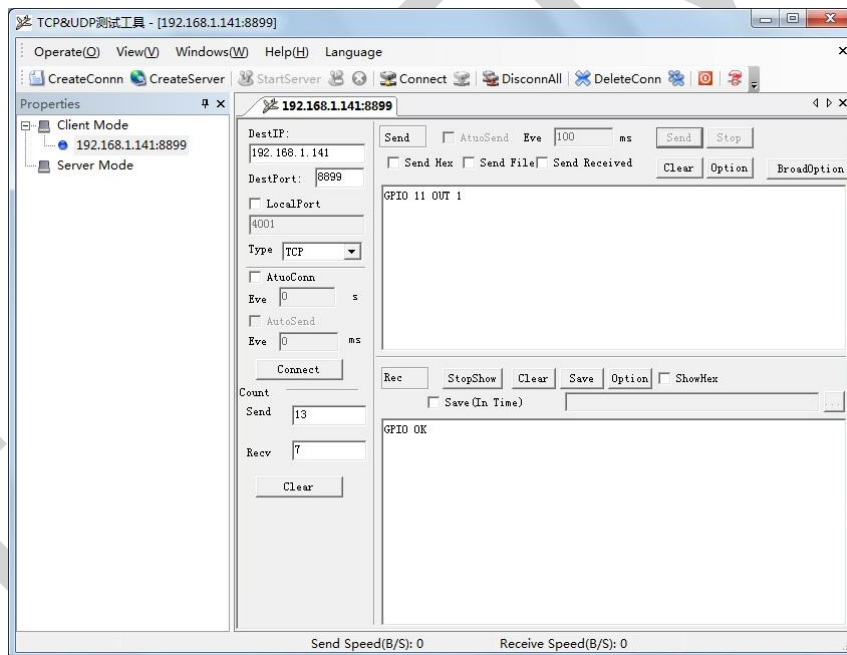 TCP&UDP测试工具 - [192.168.1.141:8899]
Operate(O) View(V) Windows(W) Help(H) Language
CreateConnn CreateServer StartServer Connect DisconnAll DeleteConn
Properties
Client Mode
192.168.1.141:8899
Server Mode
192.168.1.141:8899
DestIP:
192.168.1.141
DestPort: 8899
LocalPort
4001
Type TCP
AtuoConn
Eve 0 s
AutoSend
Eve 0 ms
Connect
Count
Send 13
Recv 7
Clear
Send AtuoSend Eve 100 ms Send Stop
Send Hex Send File Send Received Clear Option BroadOption
GPIO 11 OUT 1
Rec StopShow Clear Save Option ShowHex
Save(In Time) ...
GPIO OK
Send Speed(B/S): 0 Receive Speed(B/S): 0